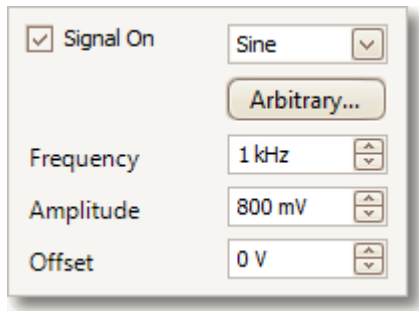 Signal On Sine
Arbitrary...
Frequency 1 kHz
Amplitude 800 mV
Offset 0 V